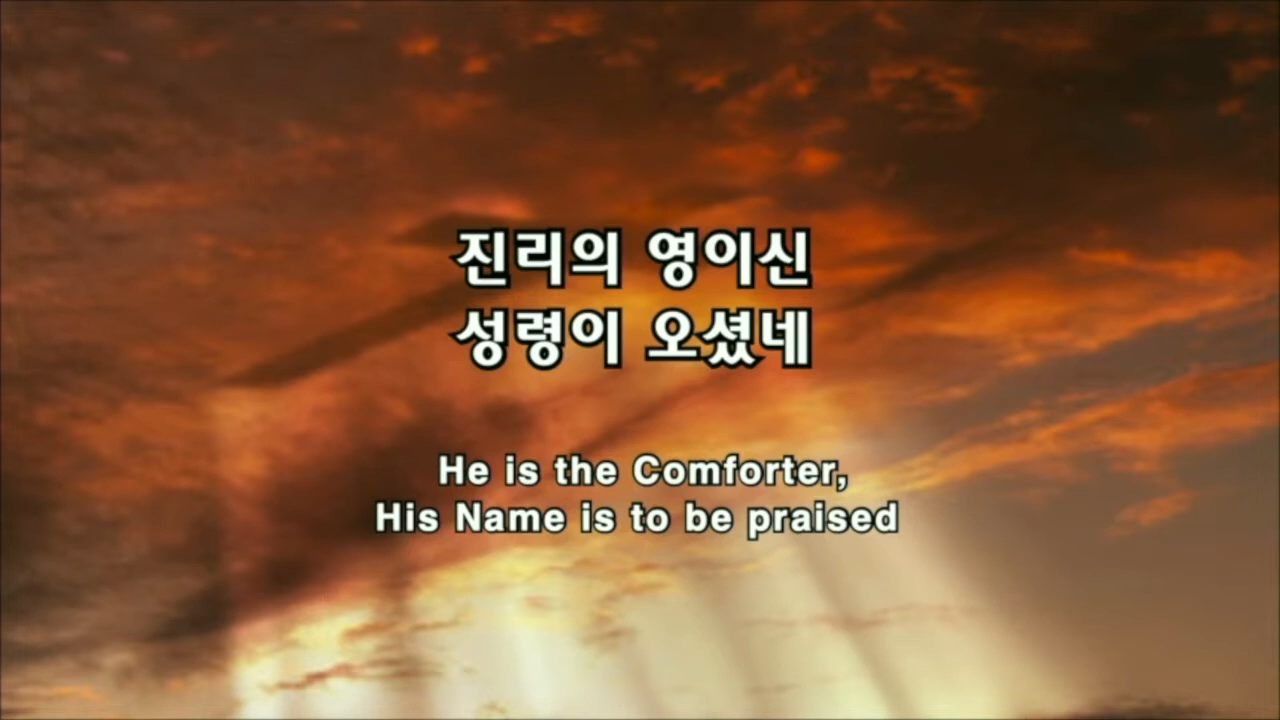 진리의 영이신
성령이 오셨네
He is the Comforter,
His Name is to be praised